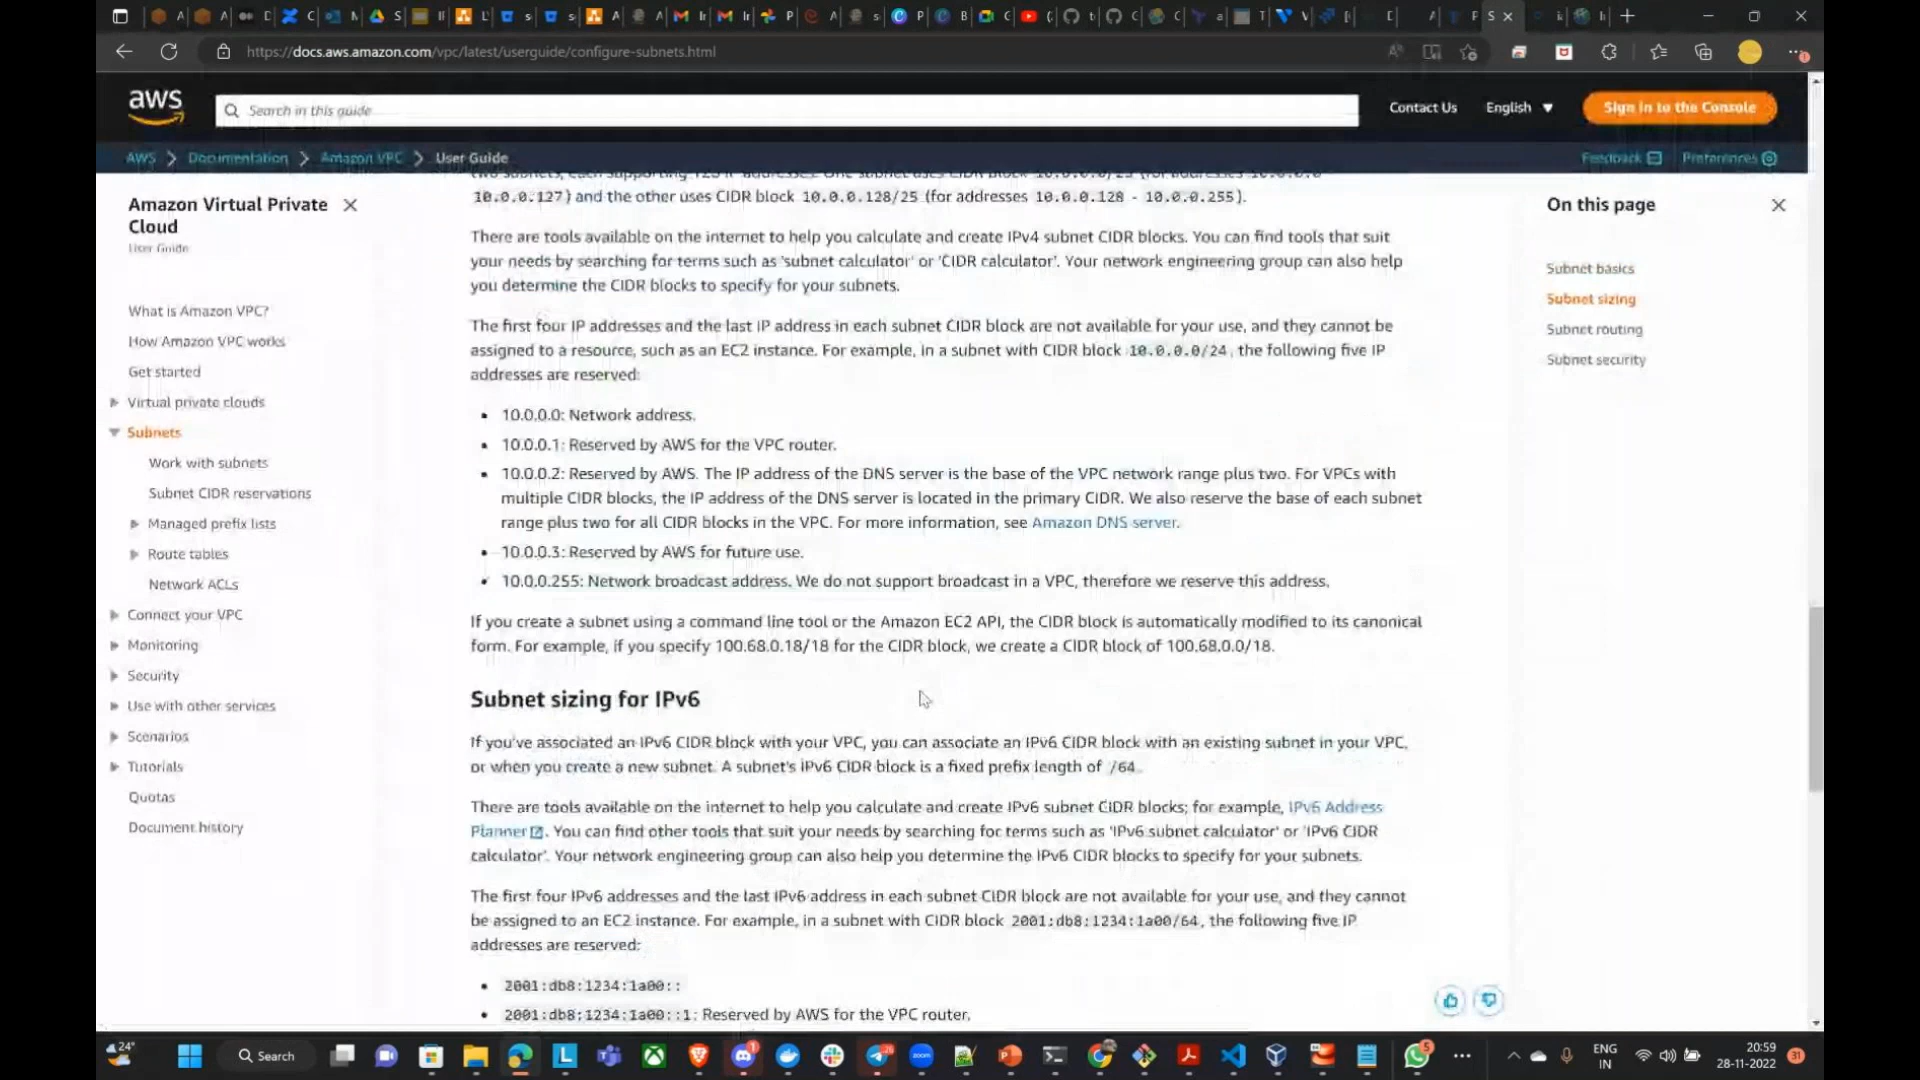 https://docs.aws.amazon.com/vpc/latest/userguide/configure-subnets.html
aws
Search in this guide
Contact Us
English
Sign In to the Console
AWS
Documentation
Amazon VPC
User Guide
Feedback
Preferences
Amazon Virtual Private
Cloud
User Guide
What is Amazon VPC?
How Amazon VPC works
Get started
Virtual private clouds
Subnets
Work with subnets
Subnet CIDR reservations
Managed prefix lists
Route tables
Network ACLs
Connect your VPC
Monitoring
Security
Use with other services
Scenarios
Tutorials
Quotas
Document history
10.0.0.127) and the other uses CIDR block 10.0.0.128/25 (for addresses 10.0.0.128 - 10.0.0.255).
There are tools available on the internet to help you calculate and create IPv4 subnet CIDR blocks. You can find tools that suit
your needs by searching for terms such as 'subnet calculator' or 'CIDR calculator'. Your network engineering group can also help
you determine the CIDR blocks to specify for your subnets.
The first four IP addresses and the last IP address in each subnet CIDR block are not available for your use, and they cannot be
assigned to a resource, such as an EC2 instance. For example, in a subnet with CIDR block 10.0.0.0/24, the following five IP
addresses are reserved:
• 10.0.0.0: Network address.
• 10.0.0.1: Reserved by AWS for the VPC router.
• 10.0.0.2: Reserved by AWS. The IP address of the DNS server is the base of the VPC network range plus two. For VPCs with
multiple CIDR blocks, the IP address of the DNS server is located in the primary CIDR. We also reserve the base of each subnet
range plus two for all CIDR blocks in the VPC. For more information, see Amazon DNS server.
• 10.0.0.3: Reserved by AWS for future use.
• 10.0.0.255: Network broadcast address. We do not support broadcast in a VPC, therefore we reserve this address.
If you create a subnet using a command line tool or the Amazon EC2 API, the CIDR block is automatically modified to its canonical
form. For example, if you specify 100.68.0.18/18 for the CIDR block, we create a CIDR block of 100.68.0.0/18.
Subnet sizing for IPv6
If you've associated an IPv6 CIDR block with your VPC, you can associate an IPv6 CIDR block with an existing subnet in your VPC,
or when you create a new subnet. A subnet's IPv6 CIDR block is a fixed prefix length of /64.
There are tools available on the internet to help you calculate and create IPv6 subnet CIDR blocks; for example, IPv6 Address
Planner. You can find other tools that suit your needs by searching for terms such as 'IPv6 subnet calculator' or 'IPv6 CIDR
calculator'. Your network engineering group can also help you determine the IPv6 CIDR blocks to specify for your subnets.
The first four IPv6 addresses and the last IPv6 address in each subnet CIDR block are not available for your use, and they cannot
be assigned to an EC2 instance. For example, in a subnet with CIDR block 2001:db8:1234:1a00/64, the following five IP
addresses are reserved:
• 2001:db8:1234:1a00::
• 2001:db8:1234:1a00::1: Reserved by AWS for the VPC router.
On this page
Subnet basics
Subnet sizing
Subnet routing
Subnet security
24°
Search
ENG
IN
20:59
28-11-2022
31